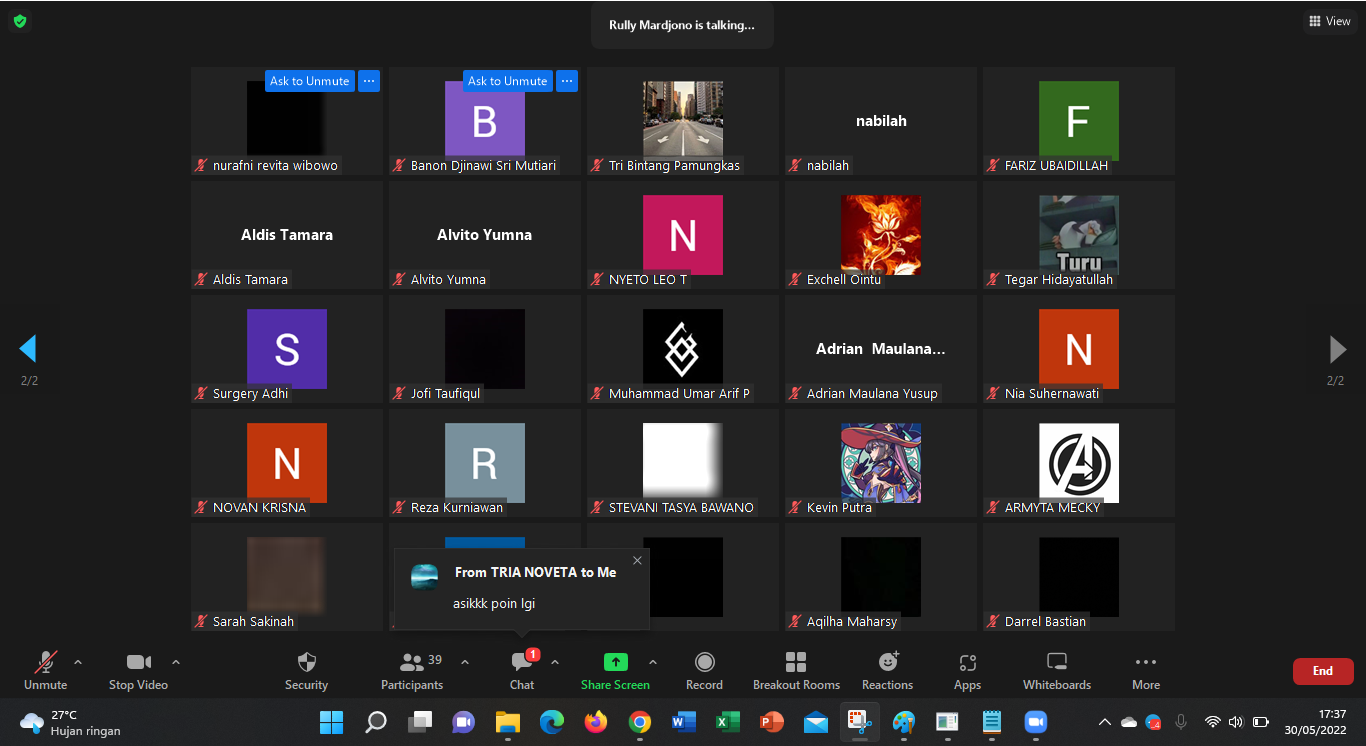 Rully Mardjono is talking...
View
Ask to Unmute ...
Ask to Unmute ...
B
nabilah
F
nurafni revita wibowo
Banon Djinawi Sri Mutiari
Tri Bintang Pamungkas
nabilah
FARIZ UBAIDILLAH
Aldis Tamara
Alvito Yumna
N
Turu
Aldis Tamara
Alvito Yumna
NYETO LEO T
Exchell Ointu
Tegar Hidayatullah
S
Adrian Maulana...
N
Surgery Adhi
Jofi Taufiqul
Muhammad Umar Arif P
Adrian Maulana Yusup
Nia Suhernawati
2/2
2/2
N
R
A
NOVAN KRISNA
Reza Kurniawan
STEVANI TASYA BAWANO
Kevin Putra
ARMYTA MECKY
From TRIA NOVETA to Me
asikkk poin lgi
Sarah Sakinah
Aqilha Maharsy
Darrel Bastian
Unmute
Stop Video
Security
39
Participants
1
Chat
Share Screen
Record
Breakout Rooms
Reactions
Apps
Whiteboards
More
End
27°C
Hujan ringan
17:37
30/05/2022